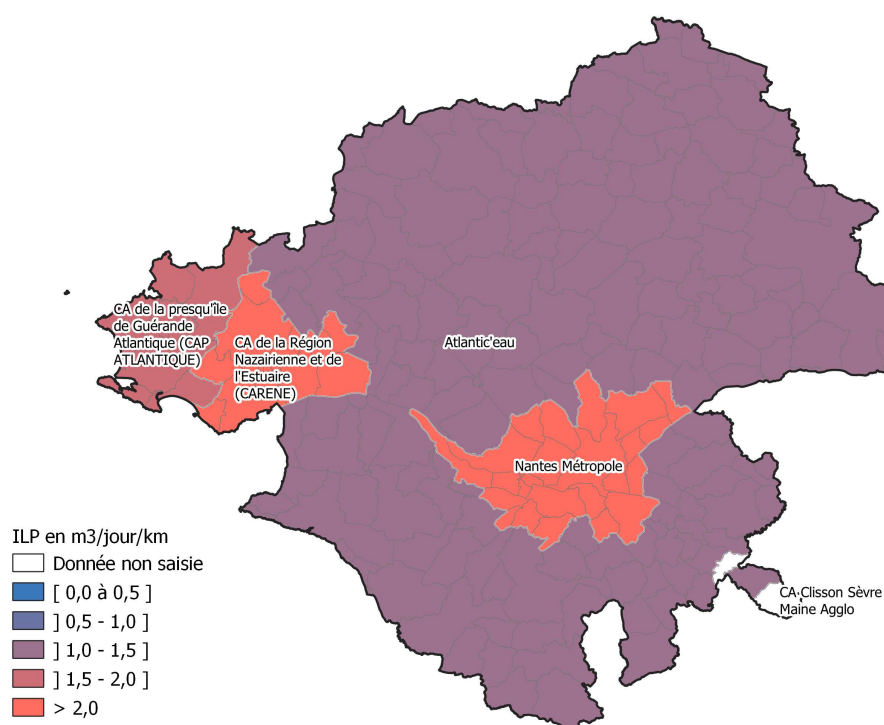 CA de la presqu'île
de Guérande
Atlantique (CAP
ATLANTIQUE)
CA de la Région
Nazairienne et de
l'Estuaire
(CARENE)
Atlantic'eau
Nantes Métropole
CA Clisson Sèvre
Maine Agglo
ILP en m3/jour/km
Donnée non saisie
[ 0,0 à 0,5 ]
] 0,5 - 1,0 ]
] 1,0 - 1,5 ]
] 1,5 - 2,0 ]
> 2,0